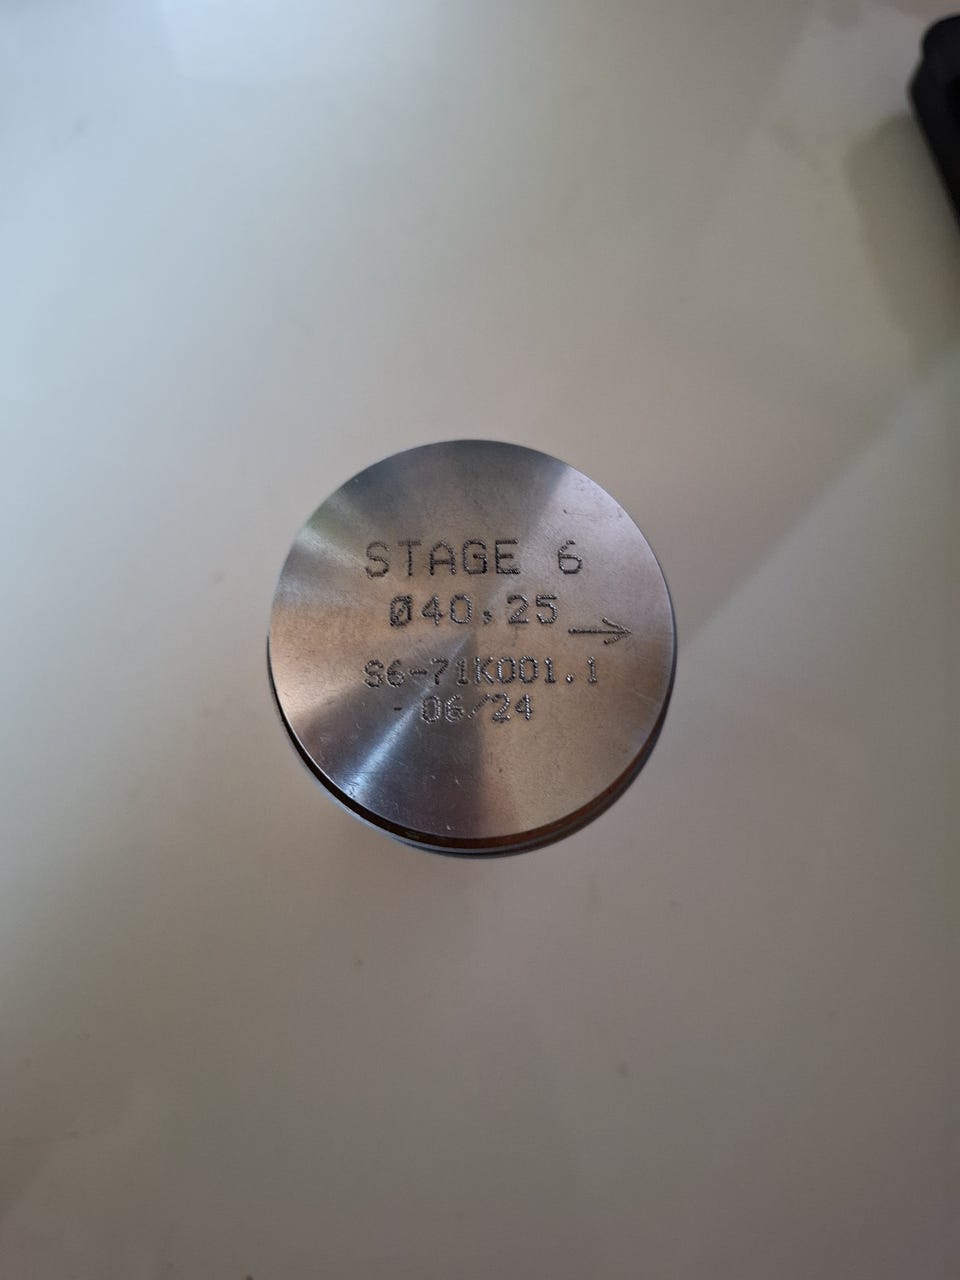 STAGE 6
Ø40,25
→
S6-71K001.1
06/24